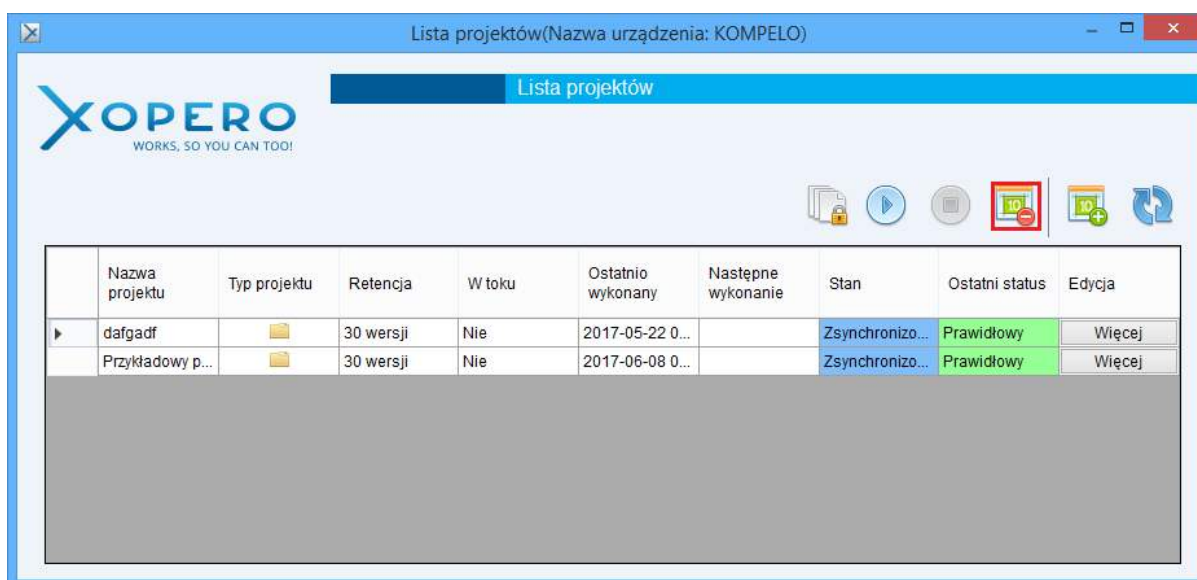 Lista projektów(Nazwa urządzenia: KOMPELO)
Lista projektów
XOPERO
WORKS, SO YOU CAN TOO!
10 10
Nazwa projektu Typ projektu Retencja W toku Ostatnio wykonany Następne wykonanie Stan Ostatni status Edycja
dafgadf 30 wersji Nie 2017-05-22 0... Zsynchronizo... Prawidłowy Więcej
Przykładowy p... 30 wersji Nie 2017-06-08 0... Zsynchronizo... Prawidłowy Więcej